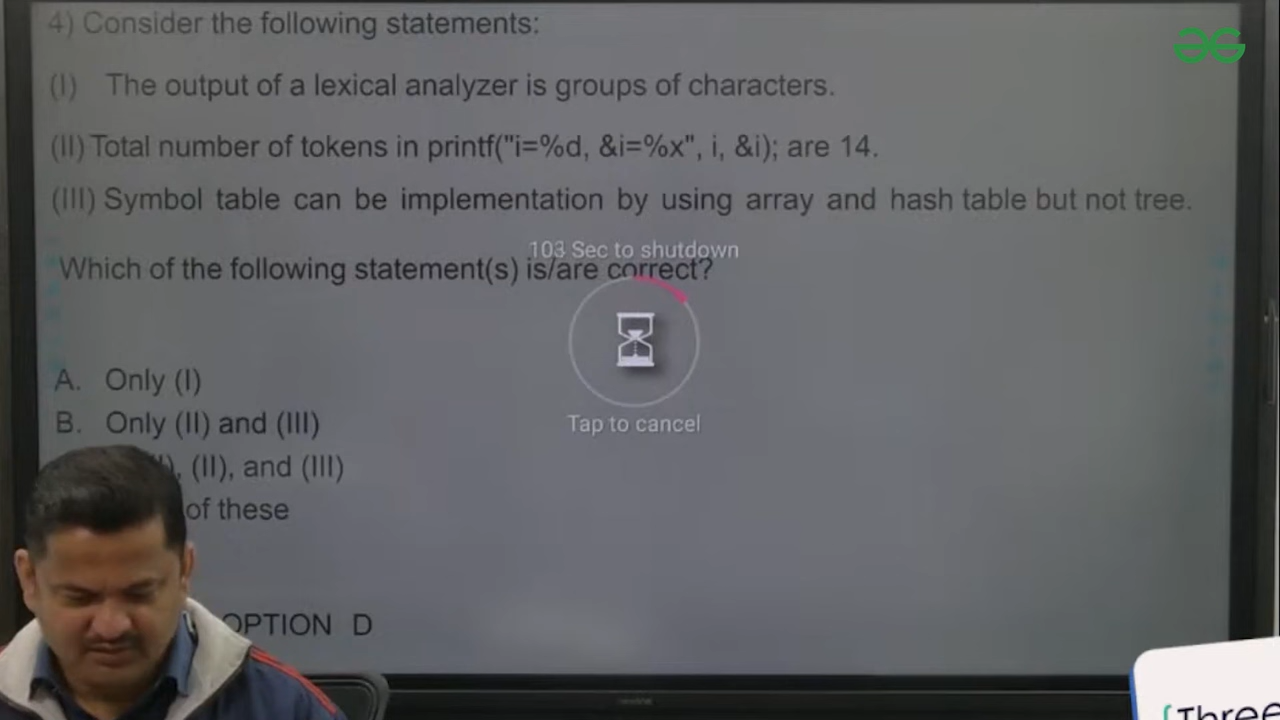 4) Consider the following statements:
(I) The output of a lexical analyzer is groups of characters.
(II) Total number of tokens in printf("i=%d, &i=%x", i, &i); are 14.
(III) Symbol table can be implementation by using array and hash table but not tree.
103 Sec to shutdown
Which of the following statement(s) is/are correct?
Tap to cancel
A. Only (I)
B. Only (II) and (III)
(II), and (III)
of these
OPTION D
{Three